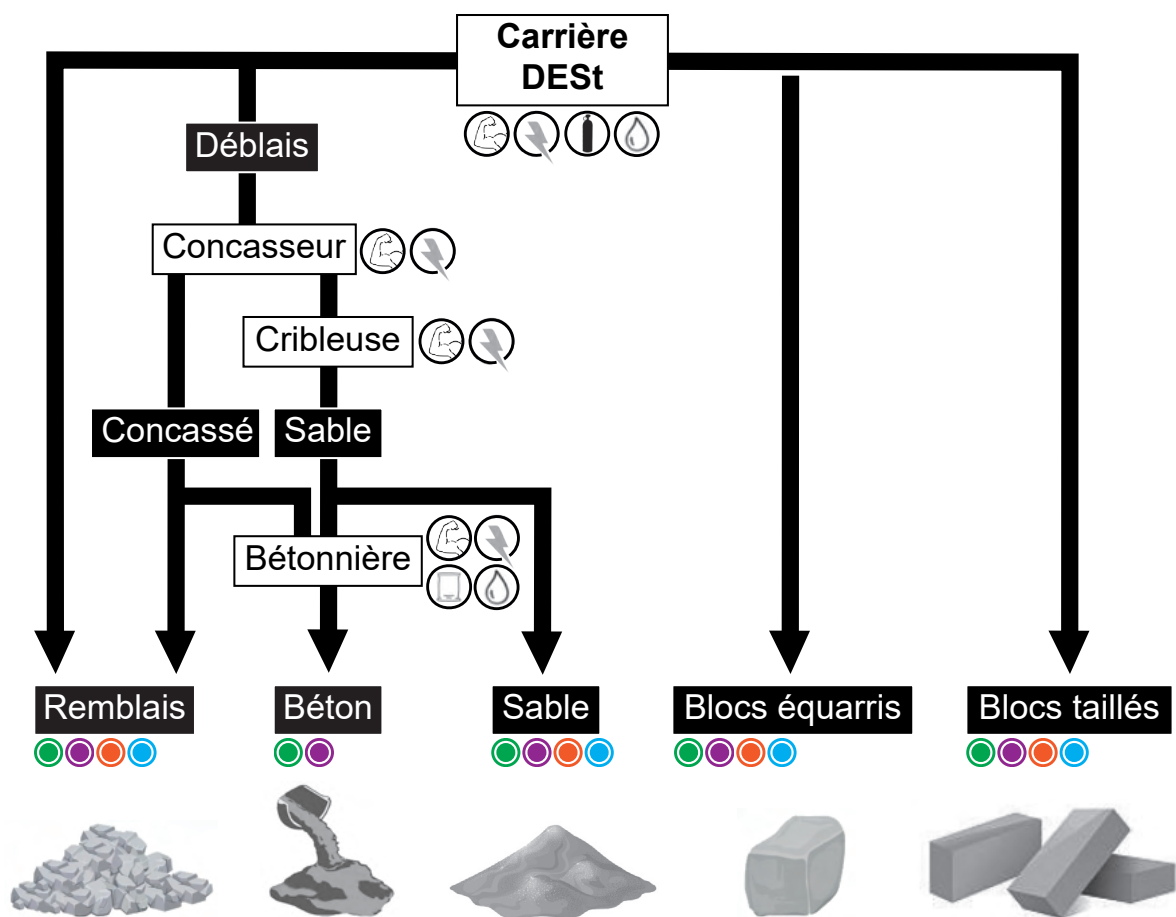 Carrière
DESt
Déblais
Concasseur
Cribleuse
Concassé
Sable
Bétonnière
Remblais
Béton
Sable
Blocs équarris
Blocs taillés